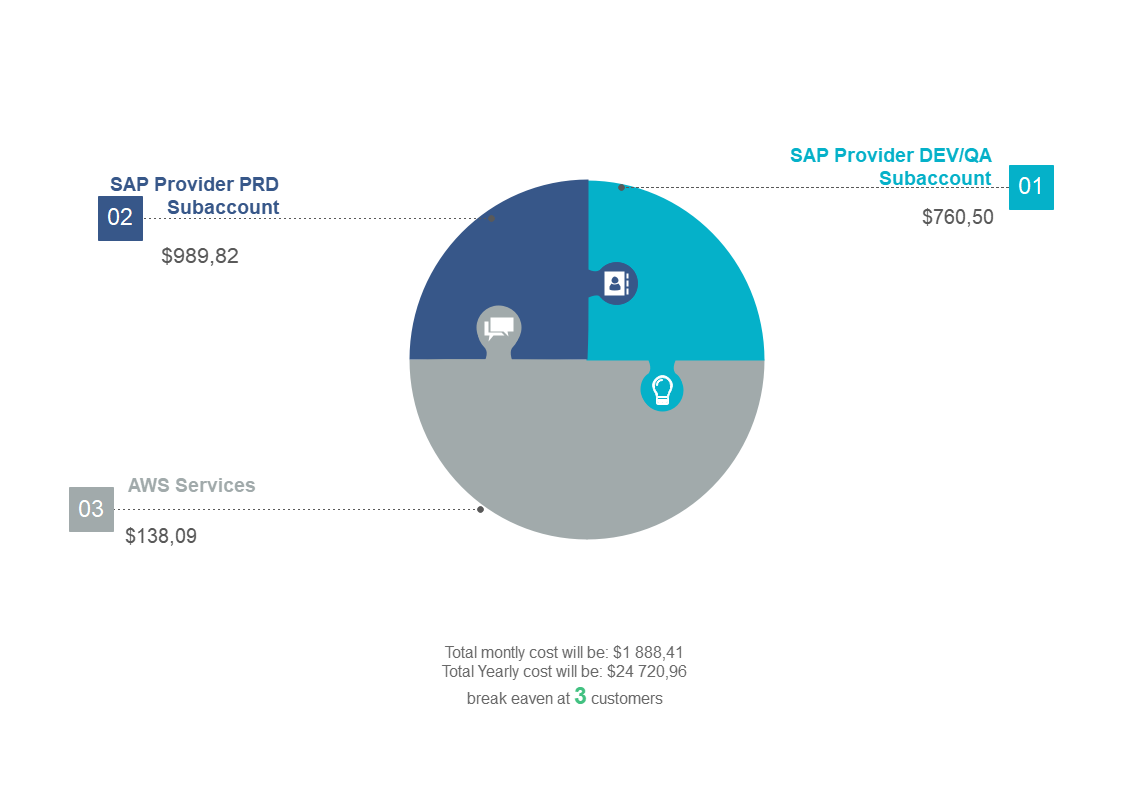 SAP Provider DEV/QA
Subaccount
01
$760,50
SAP Provider PRD
Subaccount
02
$989,82
AWS Services
03
$138,09
Total montly cost will be: $1 888,41
Total Yearly cost will be: $24 720,96
break eaven at 3 customers